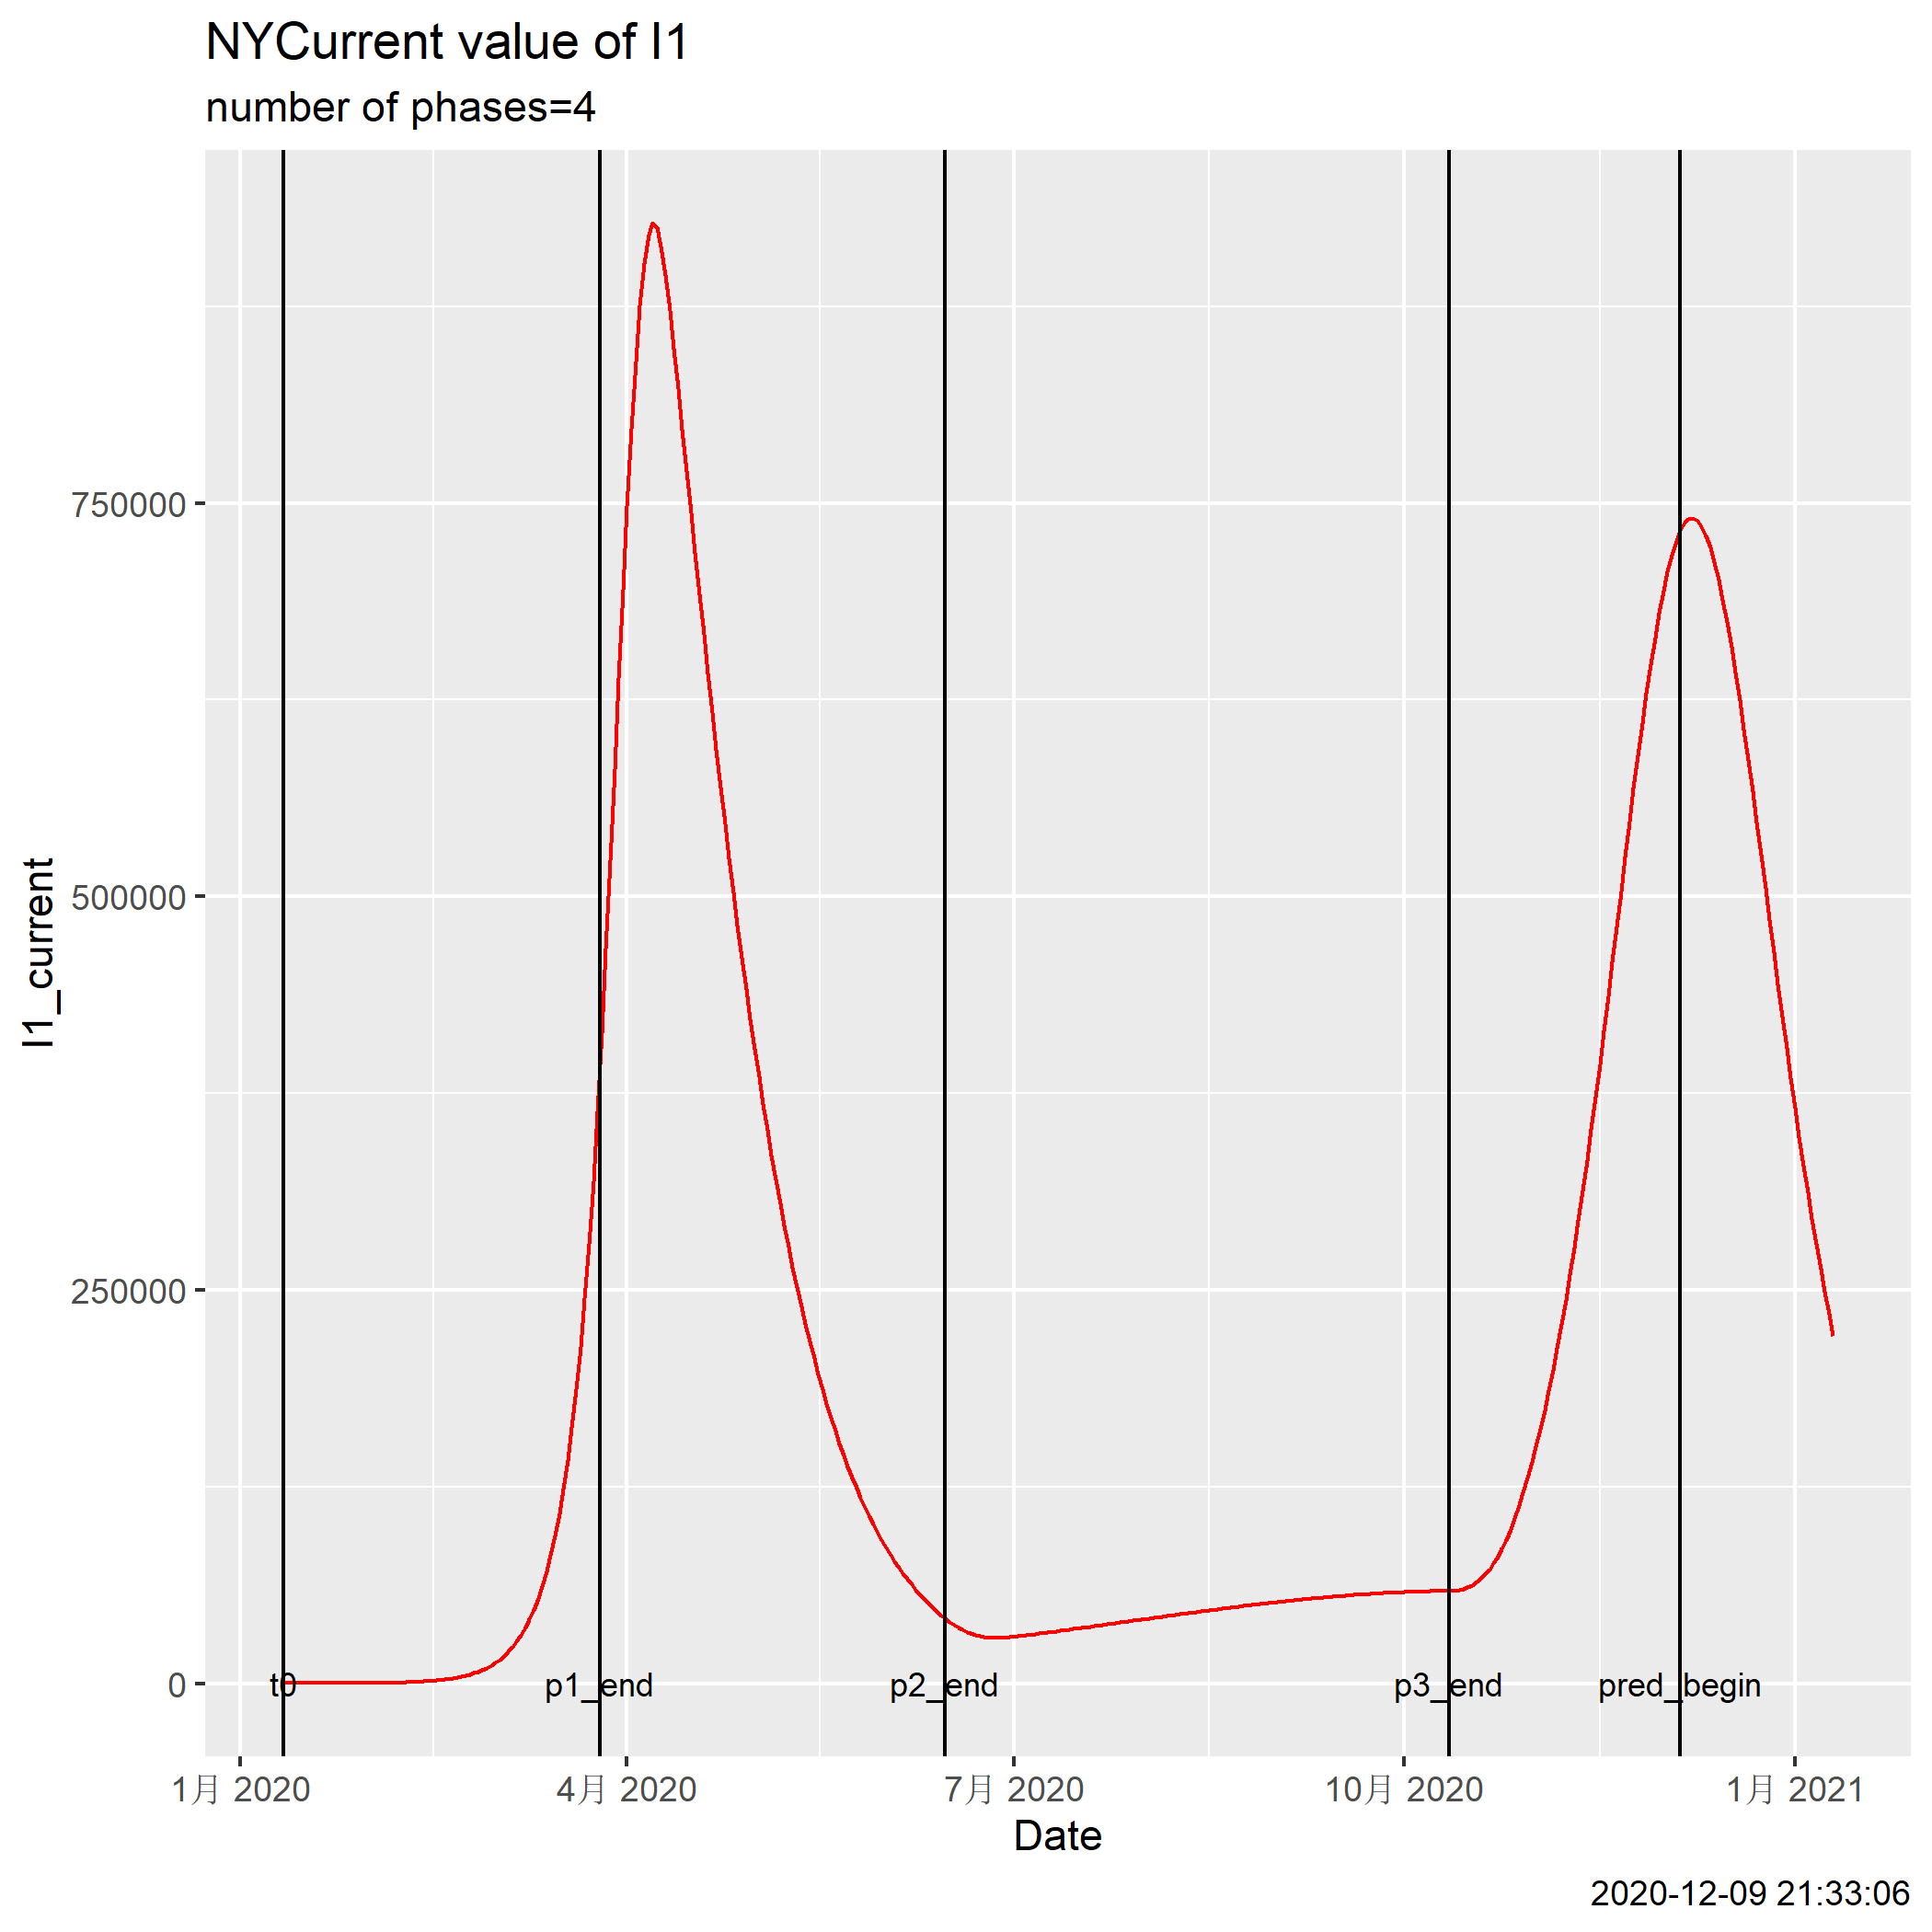 NYCurrent value of I1
number of phases=4
I1_current
750000
500000
250000
0
t0
p1_end
p2_end
p3_end
pred_begin
1月 2020
4月 2020
7月 2020
10月 2020
1月 2021
Date
2020-12-09 21:33:06